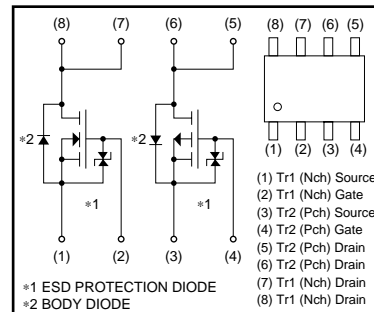 (8) (7) (6) (5) (8) (7) (6) (5)
∗2 ∗2
∗1 ∗1
(1) (2) (3) (4) (1) (2) (3) (4)
(1) Tr1 (Nch) Source
(2) Tr1 (Nch) Gate
(3) Tr2 (Pch) Source
(4) Tr2 (Pch) Gate
(5) Tr2 (Pch) Drain
(6) Tr2 (Pch) Drain
(7) Tr1 (Nch) Drain
(8) Tr1 (Nch) Drain
∗1 ESD PROTECTION DIODE
∗2 BODY DIODE